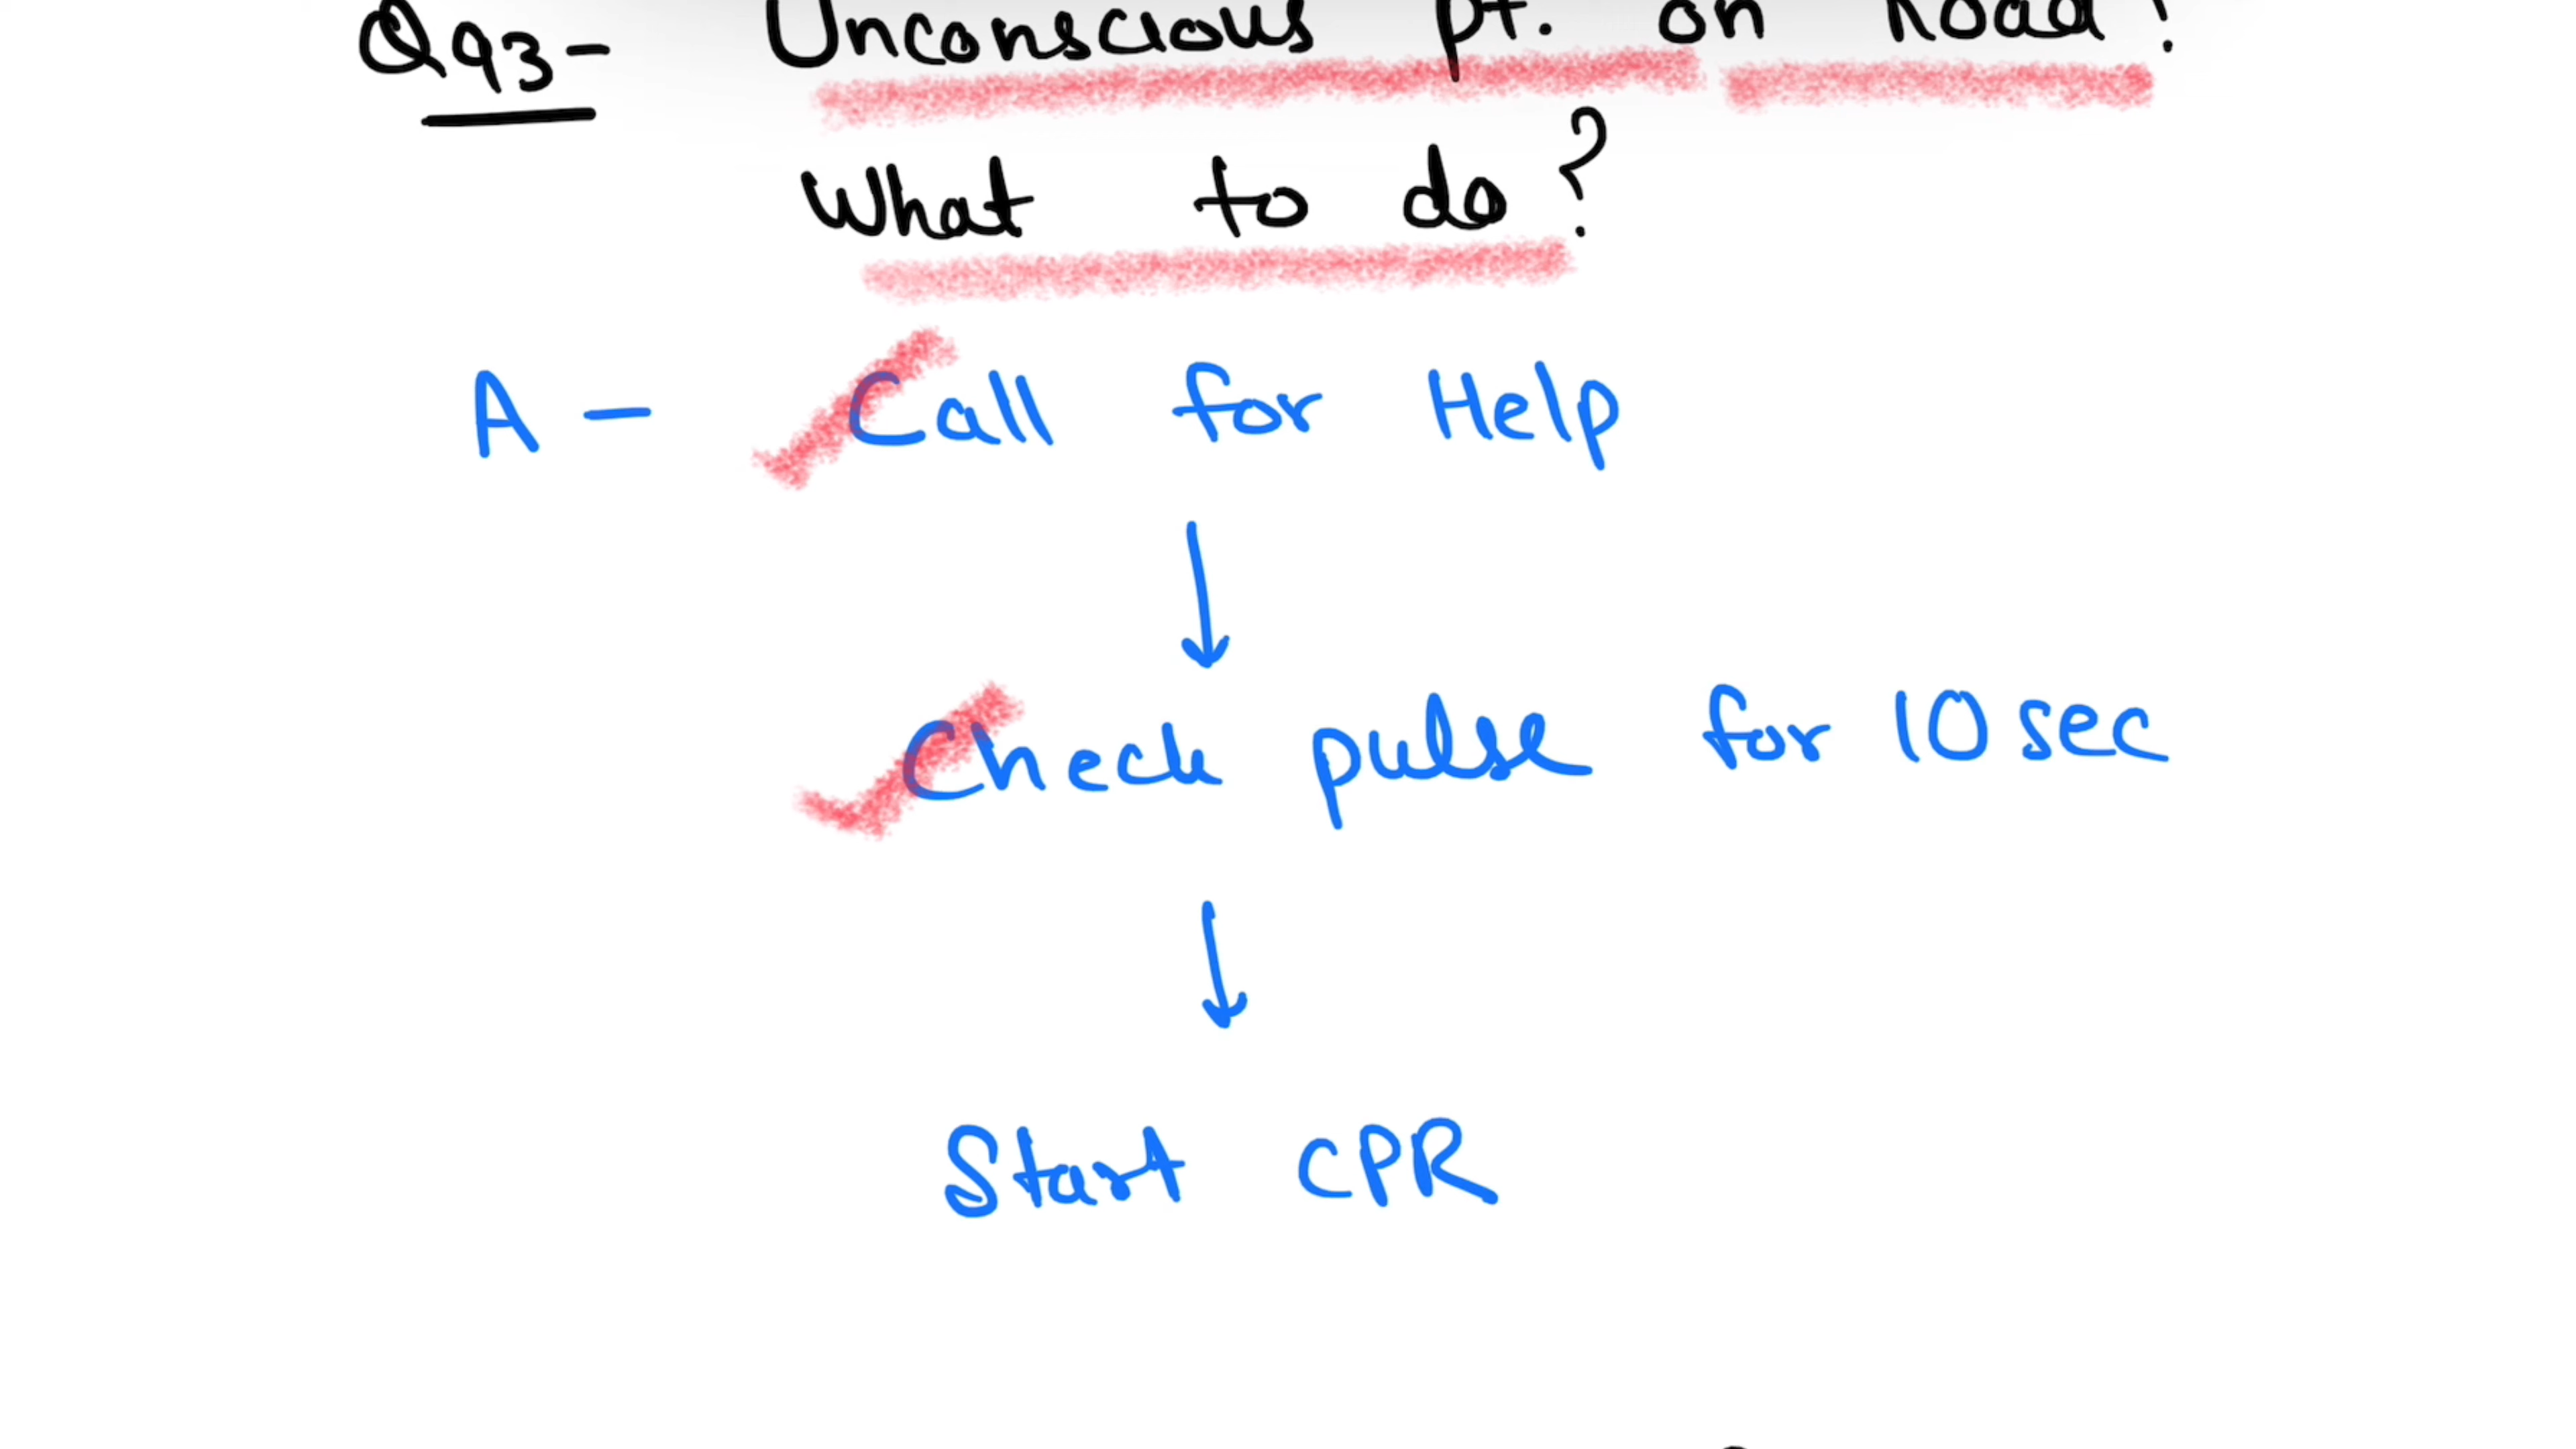 Q93- Unconscious pt. on Road?
What to do?
A - Call for Help
Check pulse for 10 sec
Start CPR